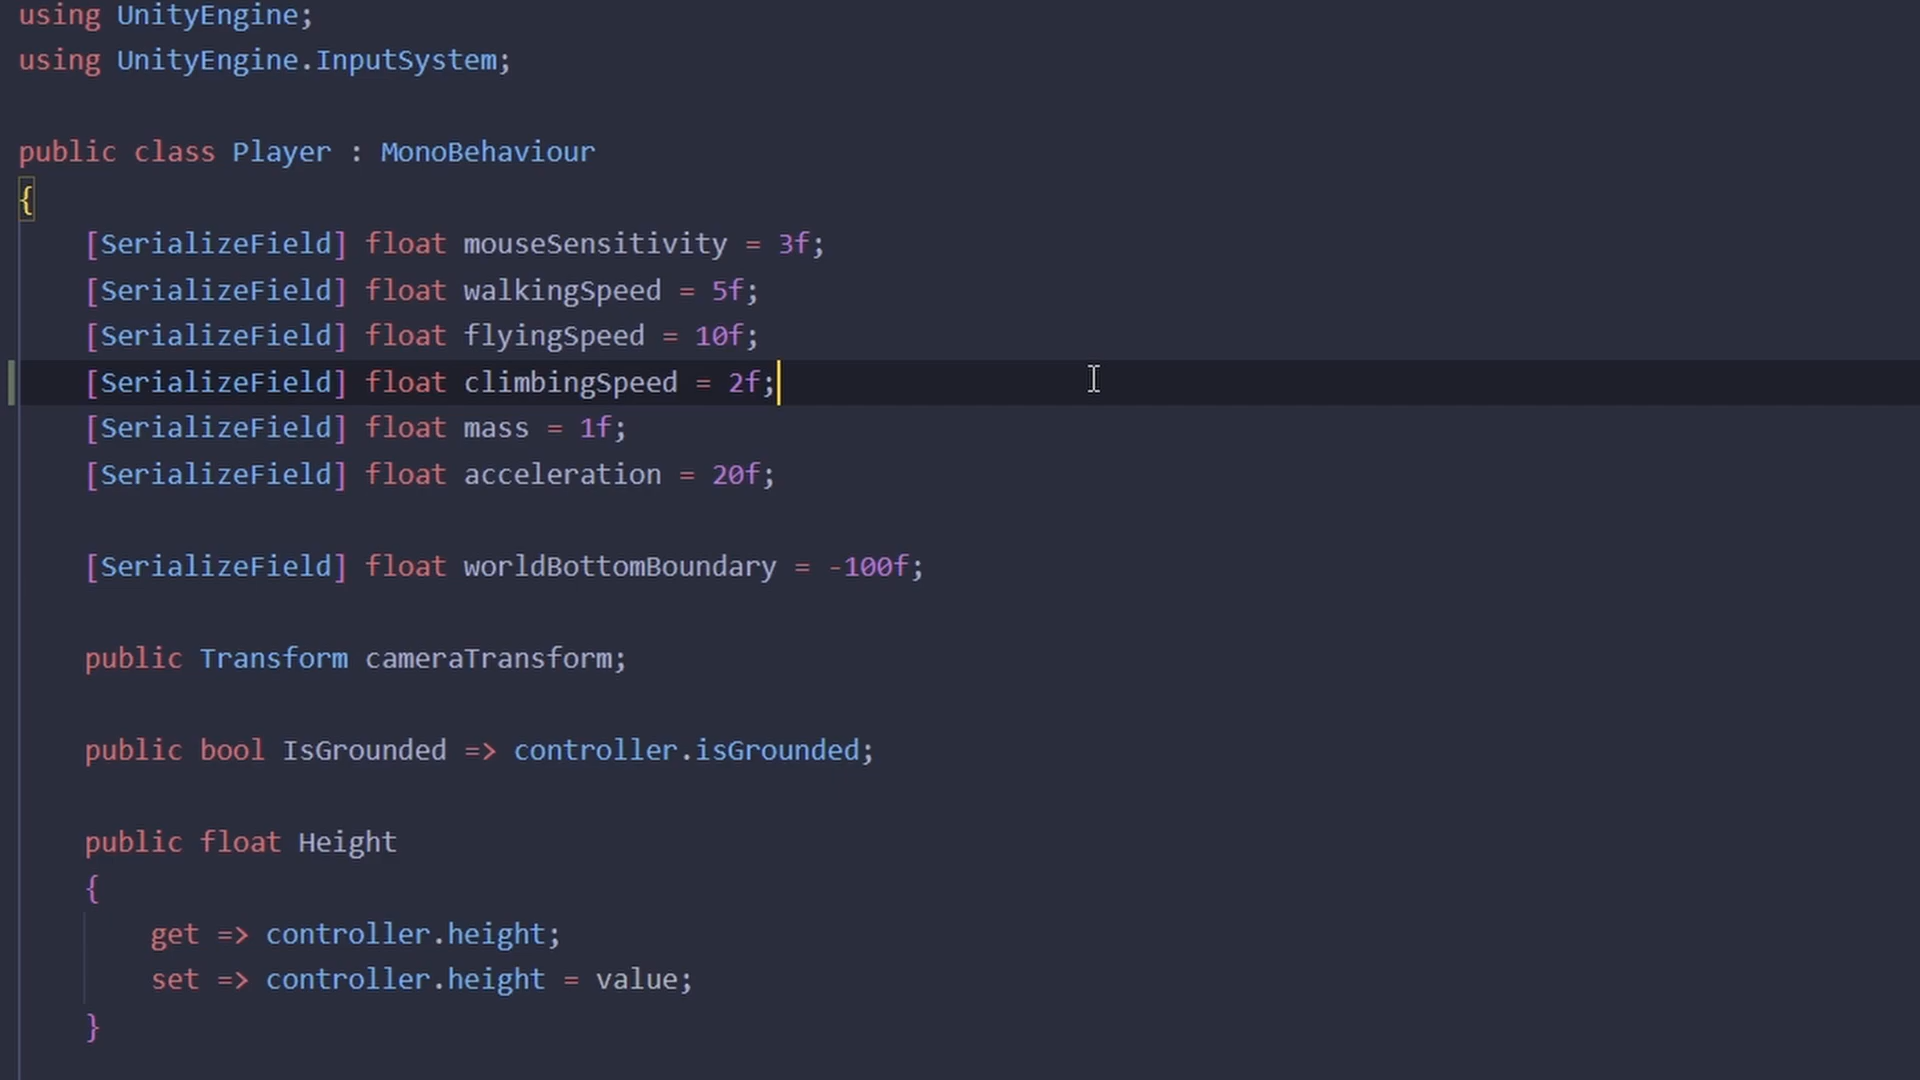 using UnityEngine;
using UnityEngine.InputSystem;
public class Player : MonoBehaviour
{
[SerializeField] float mouseSensitivity = 3f;
[SerializeField] float walkingSpeed = 5f;
[SerializeField] float flyingSpeed = 10f;
[SerializeField] float climbingSpeed = 2f;
[SerializeField] float mass = 1f;
[SerializeField] float acceleration = 20f;
[SerializeField] float worldBottomBoundary = -100f;
public Transform cameraTransform;
public bool IsGrounded => controller.isGrounded;
public float Height
{
get => controller.height;
set => controller.height = value;
}